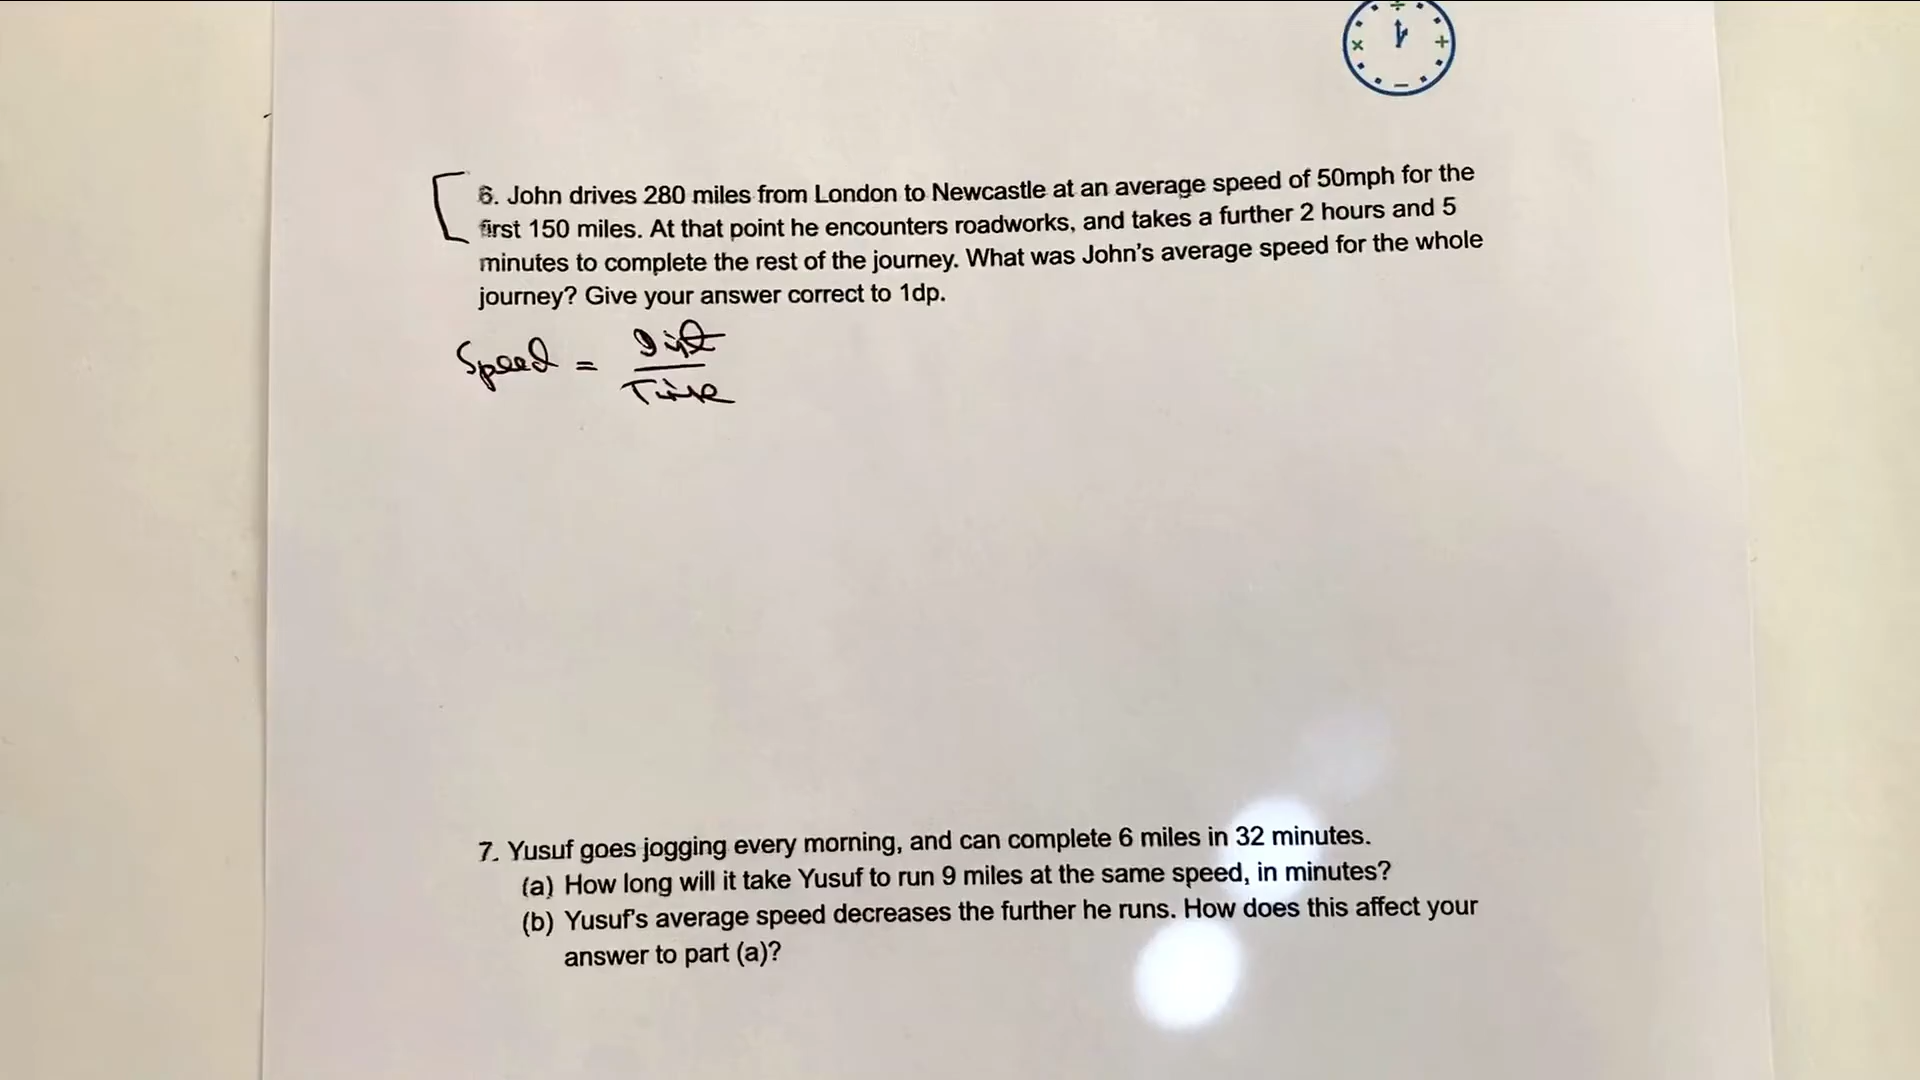 6. John drives 280 miles from London to Newcastle at an average speed of 50mph for the
first 150 miles. At that point he encounters roadworks, and takes a further 2 hours and 5
minutes to complete the rest of the journey. What was John's average speed for the whole
journey? Give your answer correct to 1dp.
Speed = Dist
Time
7. Yusuf goes jogging every morning, and can complete 6 miles in 32 minutes.
(a) How long will it take Yusuf to run 9 miles at the same speed, in minutes?
(b) Yusuf's average speed decreases the further he runs. How does this affect your
answer to part (a)?